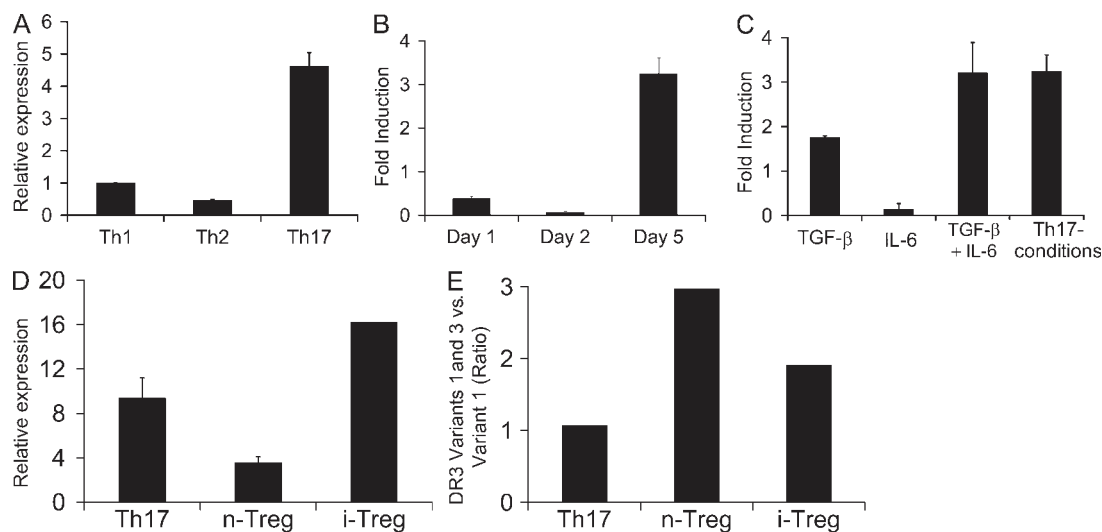 A
Relative expression
6
5
4
3
2
1
0
Th1 Th2 Th17
B
Fold Induction
4
3
2
1
0
Day 1 Day 2 Day 5
C
Fold Induction
4
3
2
1
0
TGF-β IL-6 TGF-β Th17-
+ IL-6 conditions
D
Relative expression
20
16
12
8
4
0
Th17 n-Treg i-Treg
E
DR3 Variants 1 and 3 vs.
Variant 1 (Ratio)
3
2
1
0
Th17 n-Treg i-Treg